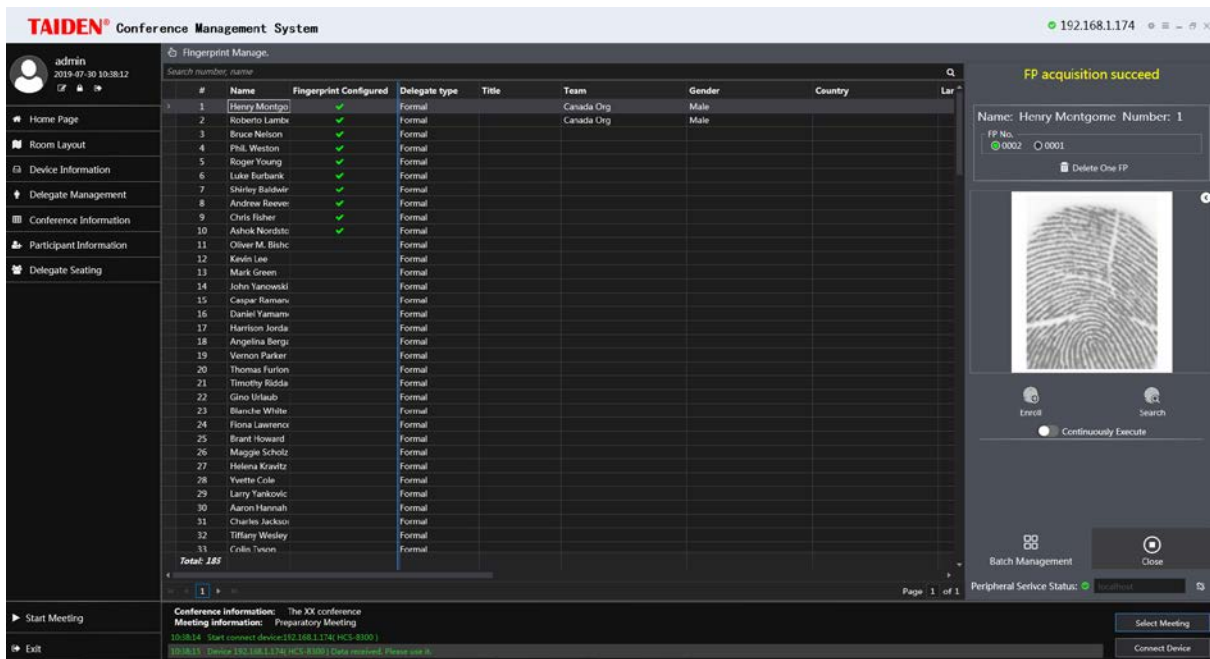 TAIDEN® Conference Management System
192.168.1.174
admin
2019-07-30 10:38:12
Home Page
Room Layout
Device Information
Delegate Management
Conference Information
Participant Information
Delegate Seating
Start Meeting
Exit
Fingerprint Manage.
Search number, name
# Name Fingerprint Configured Delegate type Title Team Gender Country Lar
1 Henry Montgo Formal Canada Org Male
2 Roberto Lambe Formal Canada Org Male
3 Bruce Nelson Formal
4 Phil. Weston Formal
5 Roger Young Formal
6 Luke Burbank Formal
7 Shirley Baldwir Formal
8 Andrew Reeve Formal
9 Chris Fisher Formal
10 Ashok Nordsto Formal
11 Oliver M. Bisho Formal
12 Kevin Lee Formal
13 Mark Green Formal
14 John Yanowski Formal
15 Caspar Raman Formal
16 Daniel Yamam Formal
17 Harrison Jorda Formal
18 Angelina Berga Formal
19 Vernon Parker Formal
20 Thomas Furlon Formal
21 Timothy Ridda Formal
22 Gino Urlaub Formal
23 Blanche White Formal
24 Fiona Lawrence Formal
25 Brant Howard Formal
26 Maggie Scholz Formal
27 Helena Kravitz Formal
28 Yvette Cole Formal
29 Larry Yankovic Formal
30 Aaron Hannah Formal
31 Charles Jackson Formal
32 Tiffany Wesley Formal
33 Colin Tyson Formal
Total: 185
1
Page 1 of 1
FP acquisition succeed
Name: Henry Montgome Number: 1
FP No.
0002 0001
Delete One FP
Enroll Search
Continuously Execute
Batch Management Close
Peripheral Serivce Status: localhost
Conference information: The XX conference
Meeting information: Preparatory Meeting
10:38:14 Start connect device:192.168.1.174( HCS-8300 )
10:38:15 Device 192.168.1.174( HCS-8300 ) Data received. Please use it.
Select Meeting
Connect Device